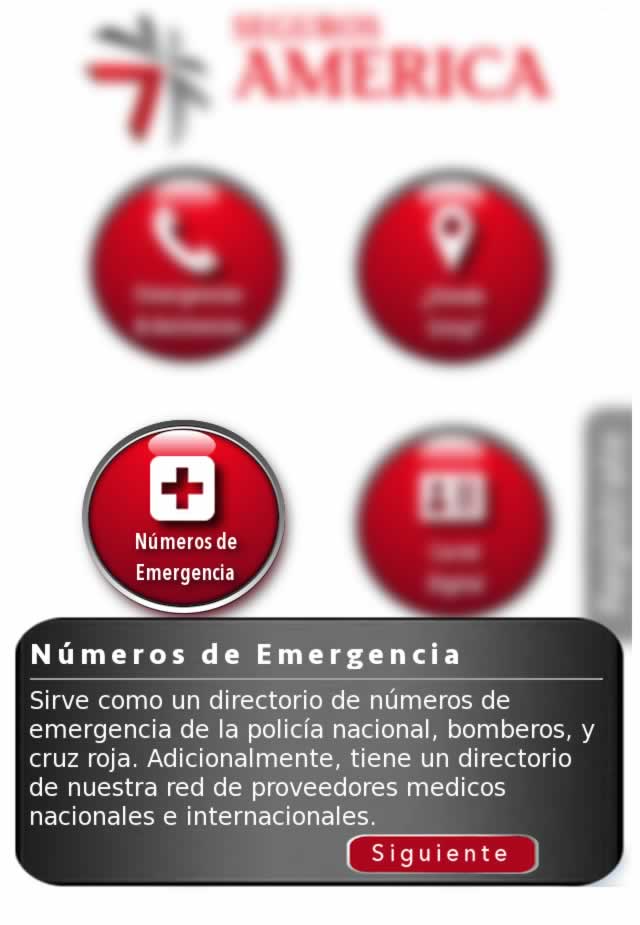 SEGUROS
AMERICA
Números de
Emergencia
Números de Emergencia
Sirve como un directorio de números de
emergencia de la policía nacional, bomberos, y
cruz roja. Adicionalmente, tiene un directorio
de nuestra red de proveedores medicos
nacionales e internacionales.
Siguiente